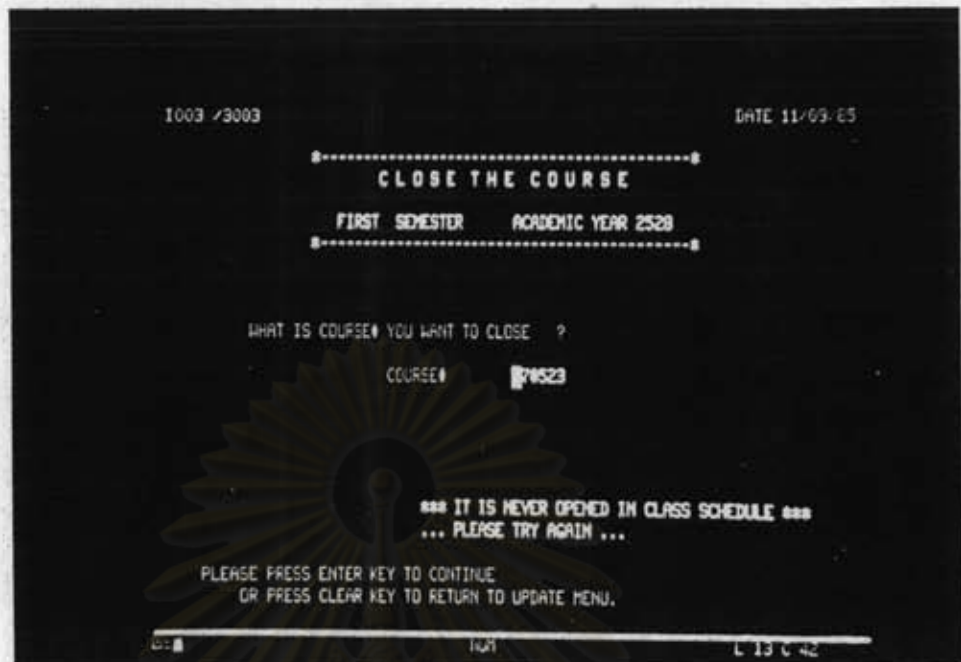 I003 /3003 DATE 11/09/85
*---------------------------------------------*
CLOSE THE COURSE
FIRST SEMESTER ACADEMIC YEAR 2528
*---------------------------------------------*
WHAT IS COURSE# YOU WANT TO CLOSE ?
COURSE# 70523
*** IT IS NEVER OPENED IN CLASS SCHEDULE ***
... PLEASE TRY AGAIN ...
PLEASE PRESS ENTER KEY TO CONTINUE
OR PRESS CLEAR KEY TO RETURN TO UPDATE MENU.
NUM L 13 C 42